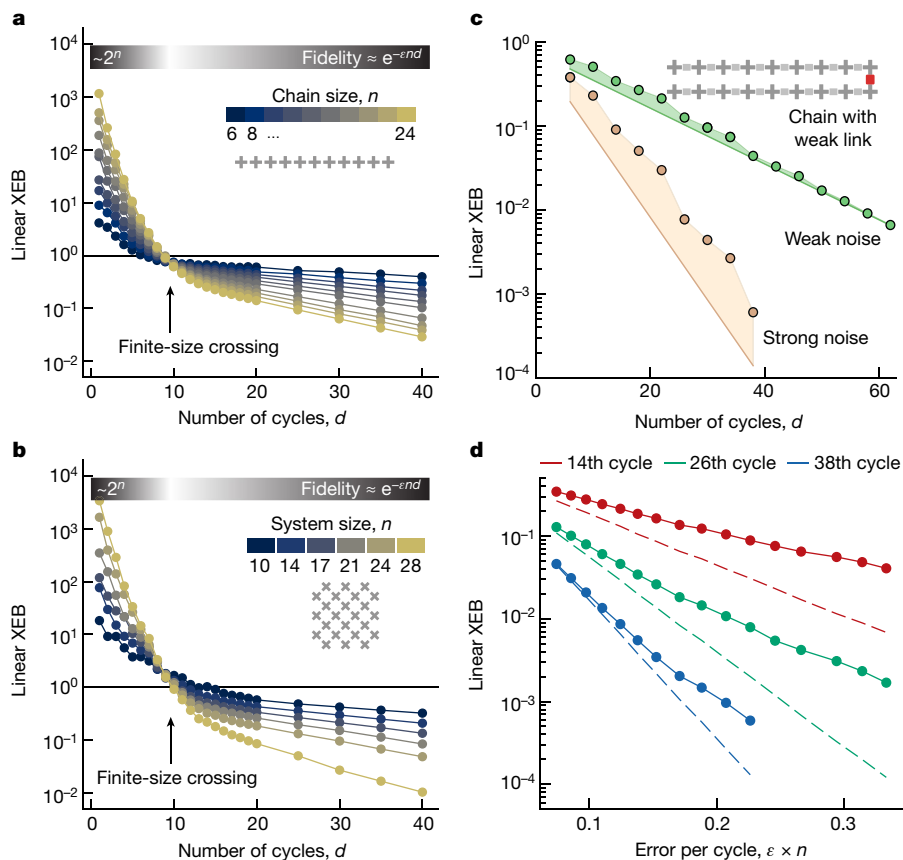 a
10⁴
10³
10²
10¹
10⁰
10⁻¹
10⁻²
Linear XEB
~2ⁿ
Fidelity ≈ e^{-εnd}
Chain size, n
6 8 ... 24
Finite-size crossing
0 10 20 30 40
Number of cycles, d
b
10⁴
10³
10²
10¹
10⁰
10⁻¹
10⁻²
Linear XEB
~2ⁿ
Fidelity ≈ e^{-εnd}
System size, n
10 14 17 21 24 28
Finite-size crossing
0 10 20 30 40
Number of cycles, d
c
10⁰
10⁻¹
10⁻²
10⁻³
10⁻⁴
Linear XEB
Chain with
weak link
Weak noise
Strong noise
0 20 40 60
Number of cycles, d
d
14th cycle 26th cycle 38th cycle
10⁻¹
10⁻²
10⁻³
10⁻⁴
Linear XEB
0.1 0.2 0.3
Error per cycle, ε × n